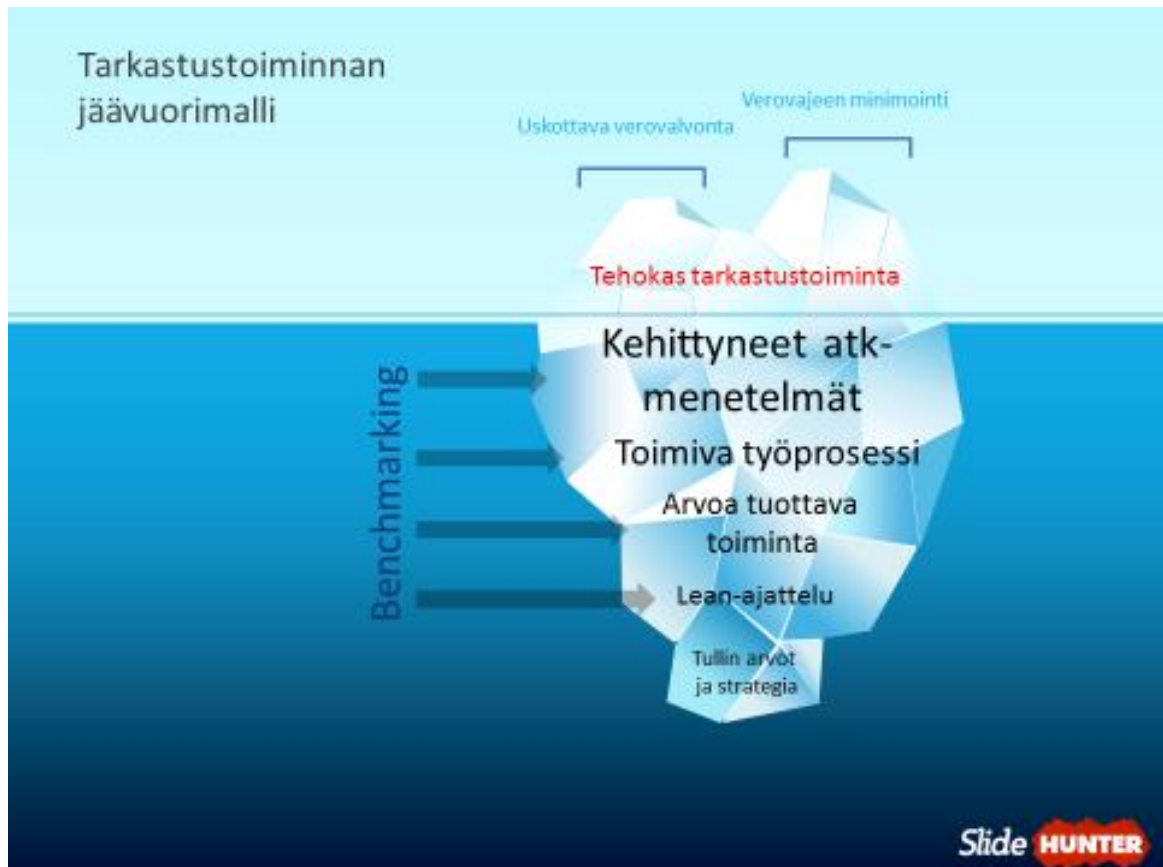 Tarkastustoiminnan
jäävuorimalli
Verovajeen minimointi
Uskottava verovalvonta
Tehokas tarkastustoiminta
Kehittyneet atk-
menetelmät
Toimiva työprosessi
Arvoa tuottava
toiminta
Lean-ajattelu
Tullin arvot
ja strategia
Benchmarking
Slide HUNTER